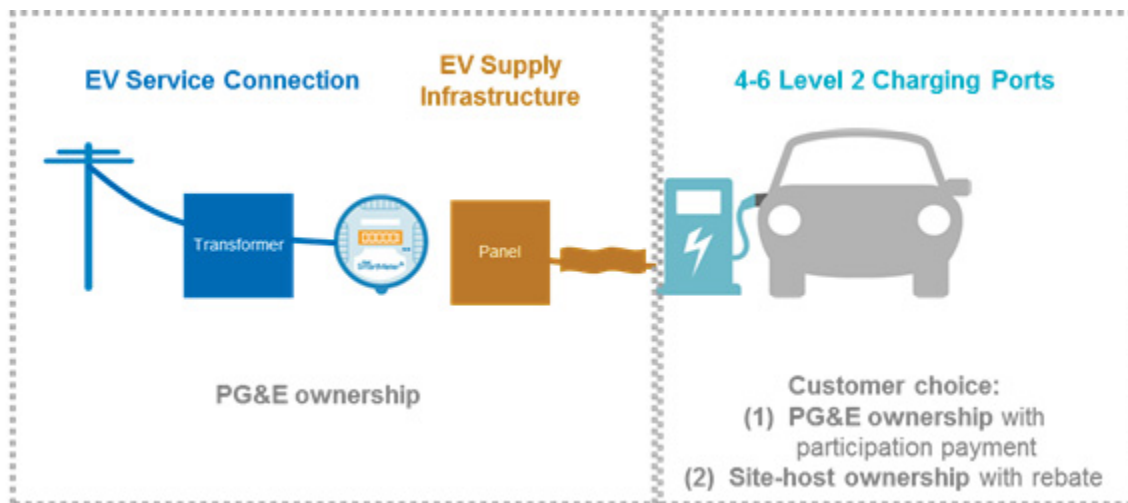 EV Service Connection
EV Supply
Infrastructure
4-6 Level 2 Charging Ports
Transformer
SmartMeter
Panel
PG&E ownership
Customer choice:
(1) PG&E ownership with
participation payment
(2) Site-host ownership with rebate